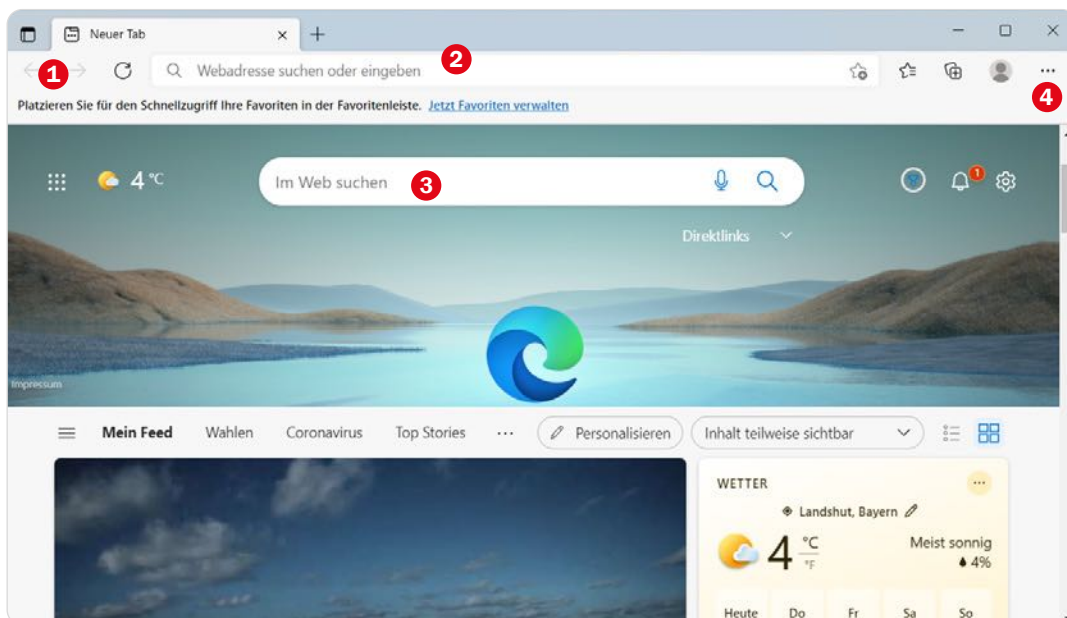 Neuer Tab
1
Webadresse suchen oder eingeben
2
4
Platzieren Sie für den Schnellzugriff Ihre Favoriten in der Favoritenleiste. Jetzt Favoriten verwalten
4 °C
Im Web suchen
3
1
Direktlinks
Impressum
Mein Feed Wahlen Coronavirus Top Stories ... Personalisieren Inhalt teilweise sichtbar
WETTER
Landshut, Bayern
4 °C
°F
Meist sonnig
4%
Heute Do Fr Sa So